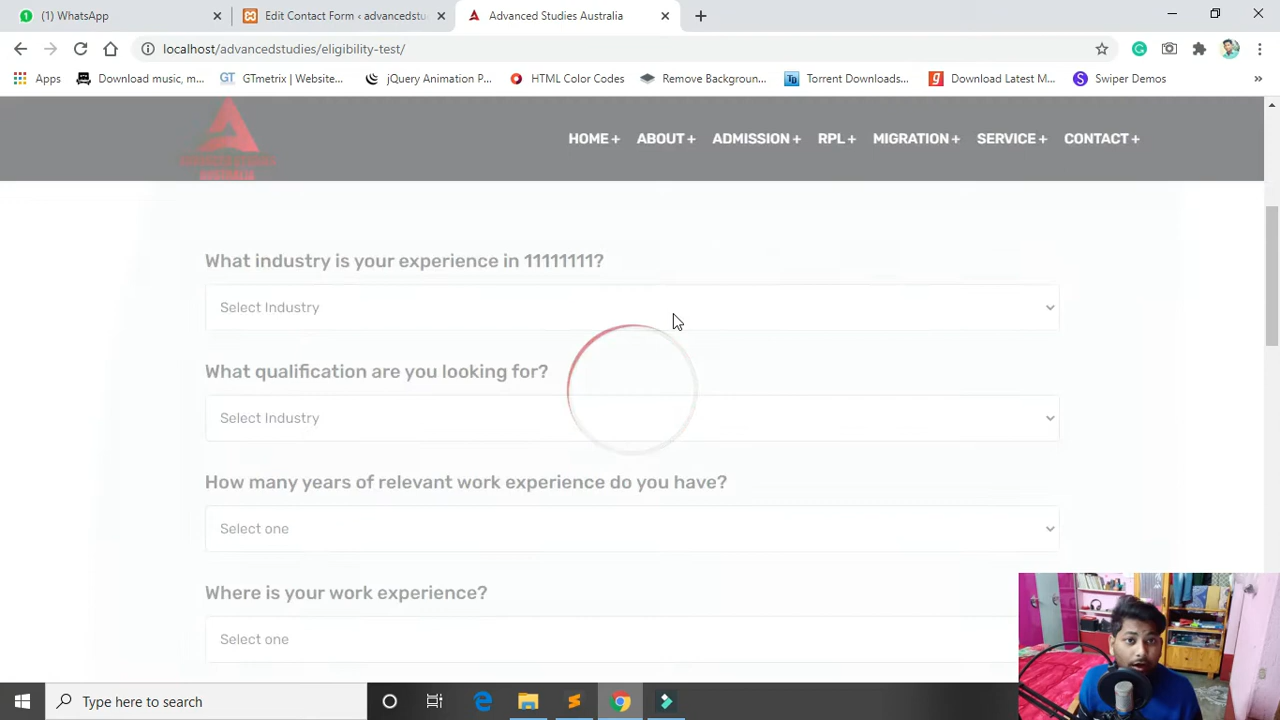 (1) WhatsApp
Edit Contact Form ‹ advancedstu
Advanced Studies Australia
localhost/advancedstudies/eligibility-test/
Apps
Download music, m...
GTmetrix | Website...
jQuery Animation P...
HTML Color Codes
Remove Backgroun...
Torrent Downloads...
Download Latest M...
Swiper Demos
»
AUSTRALIA
HOME +
ABOUT +
ADMISSION +
RPL +
MIGRATION +
SERVICE +
CONTACT +
What industry is your experience in 11111111?
Select Industry
What qualification are you looking for?
Select Industry
How many years of relevant work experience do you have?
Select one
Where is your work experience?
Select one
Type here to search